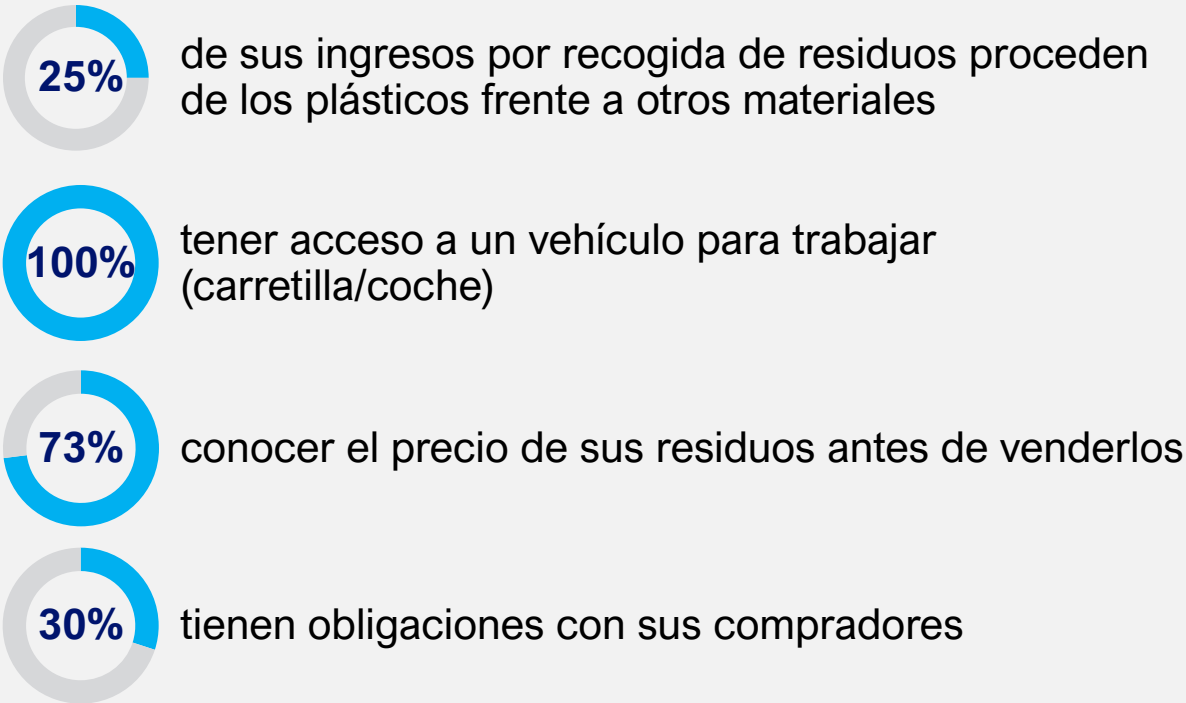 25%
de sus ingresos por recogida de residuos proceden
de los plásticos frente a otros materiales
100%
tener acceso a un vehículo para trabajar
(carretilla/coche)
73%
conocer el precio de sus residuos antes de venderlos
30%
tienen obligaciones con sus compradores